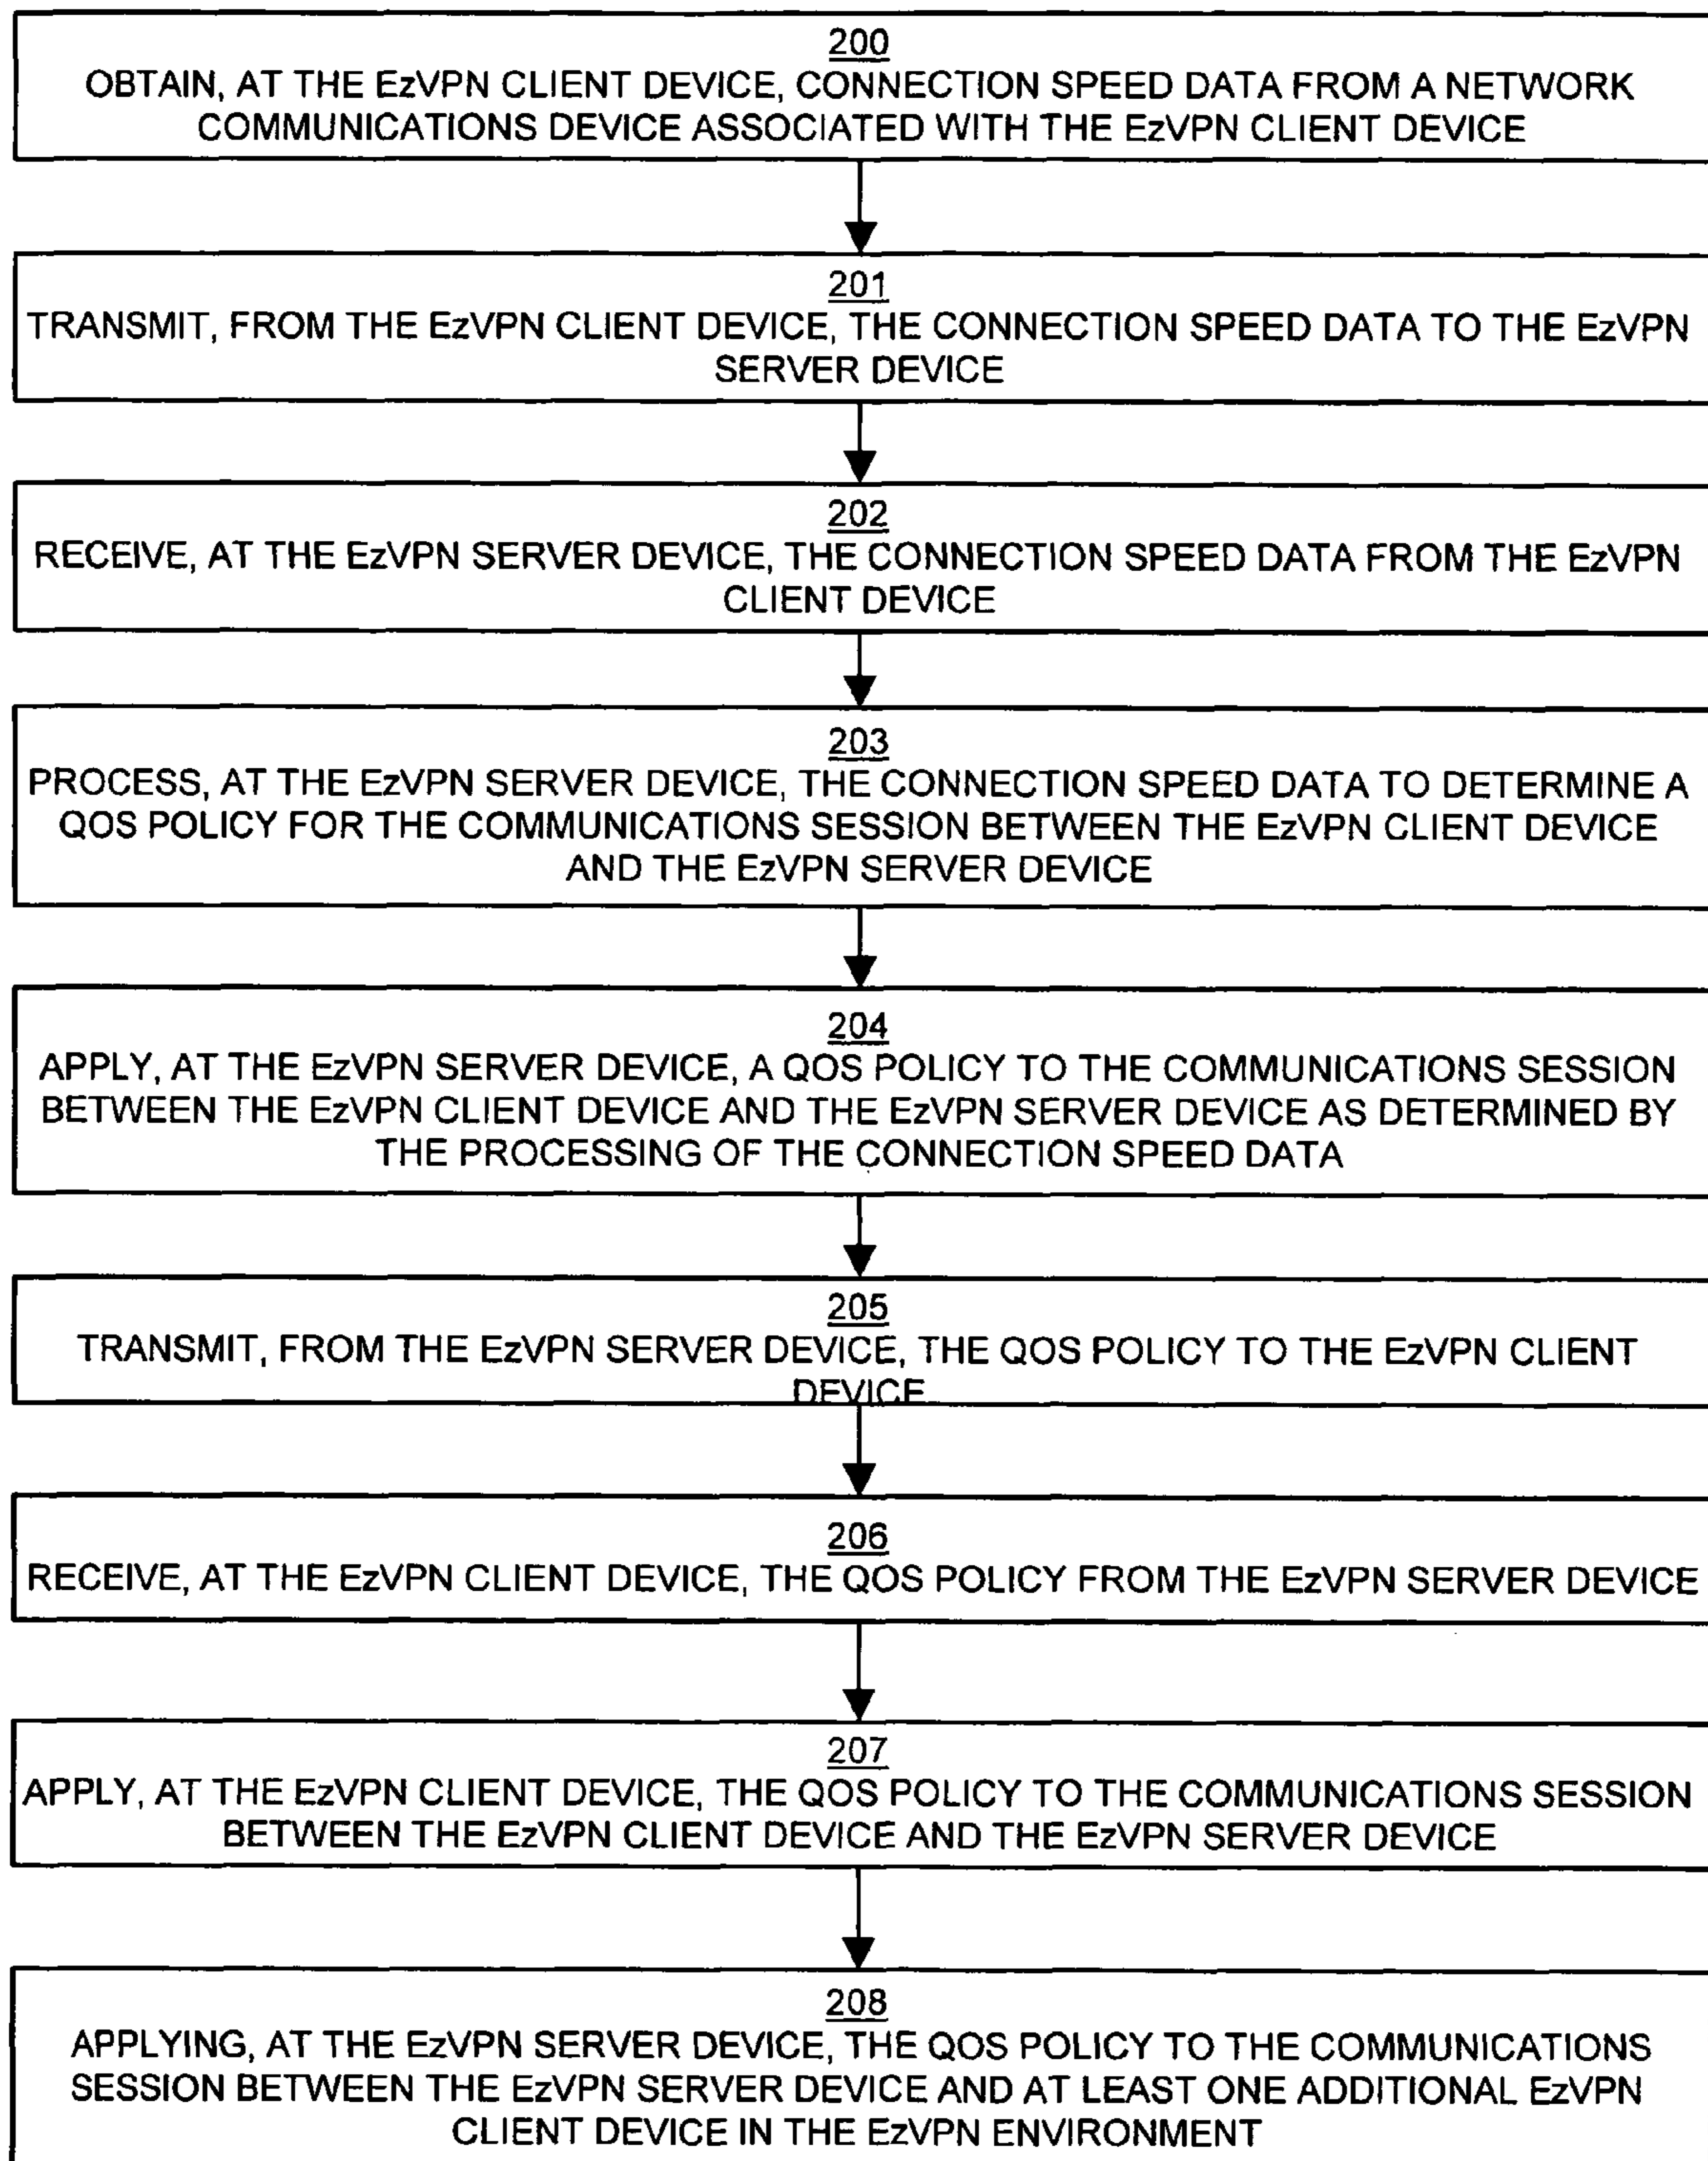 200
OBTAIN, AT THE EzVPN CLIENT DEVICE, CONNECTION SPEED DATA FROM A NETWORK
COMMUNICATIONS DEVICE ASSOCIATED WITH THE EzVPN CLIENT DEVICE
201
TRANSMIT, FROM THE EzVPN CLIENT DEVICE, THE CONNECTION SPEED DATA TO THE EzVPN
SERVER DEVICE
202
RECEIVE, AT THE EzVPN SERVER DEVICE, THE CONNECTION SPEED DATA FROM THE EzVPN
CLIENT DEVICE
203
PROCESS, AT THE EzVPN SERVER DEVICE, THE CONNECTION SPEED DATA TO DETERMINE A
QOS POLICY FOR THE COMMUNICATIONS SESSION BETWEEN THE EzVPN CLIENT DEVICE
AND THE EzVPN SERVER DEVICE
204
APPLY, AT THE EzVPN SERVER DEVICE, A QOS POLICY TO THE COMMUNICATIONS SESSION
BETWEEN THE EzVPN CLIENT DEVICE AND THE EzVPN SERVER DEVICE AS DETERMINED BY
THE PROCESSING OF THE CONNECTION SPEED DATA
205
TRANSMIT, FROM THE EzVPN SERVER DEVICE, THE QOS POLICY TO THE EzVPN CLIENT
DEVICE
206
RECEIVE, AT THE EzVPN CLIENT DEVICE, THE QOS POLICY FROM THE EzVPN SERVER DEVICE
207
APPLY, AT THE EzVPN CLIENT DEVICE, THE QOS POLICY TO THE COMMUNICATIONS SESSION
BETWEEN THE EzVPN CLIENT DEVICE AND THE EzVPN SERVER DEVICE
208
APPLYING, AT THE EzVPN SERVER DEVICE, THE QOS POLICY TO THE COMMUNICATIONS
SESSION BETWEEN THE EzVPN SERVER DEVICE AND AT LEAST ONE ADDITIONAL EzVPN
CLIENT DEVICE IN THE EzVPN ENVIRONMENT